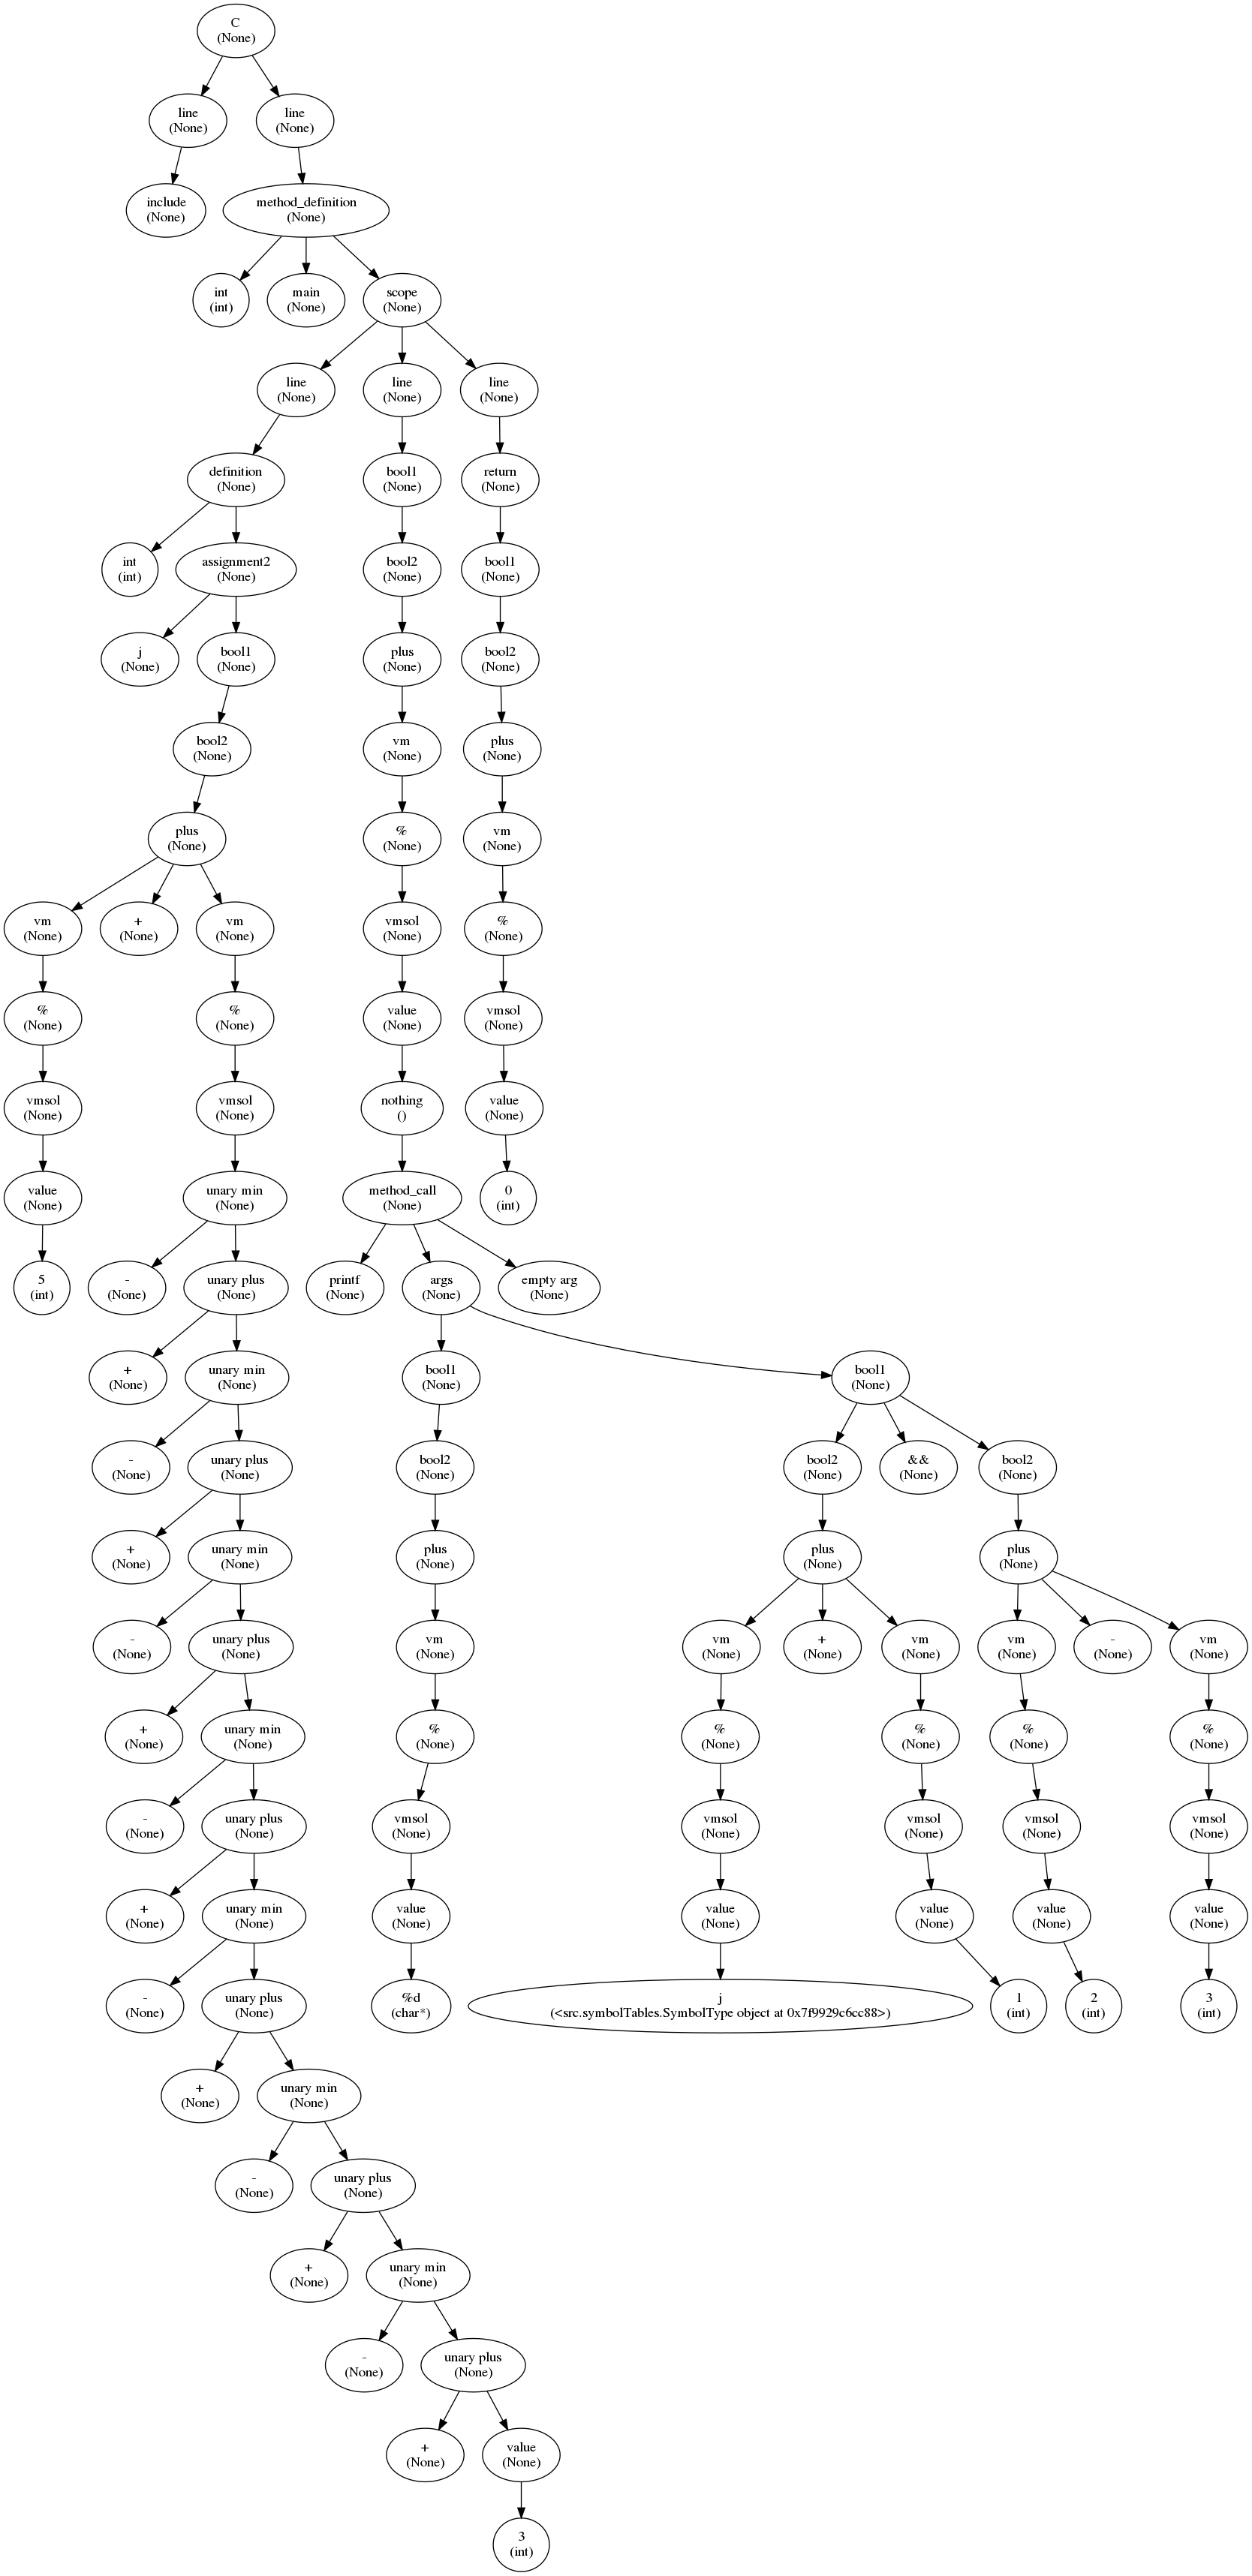 C
(None)
line
(None)
line
(None)
include
(None)
method_definition
(None)
int
(int)
main
(None)
scope
(None)
line
(None)
line
(None)
line
(None)
definition
(None)
bool1
(None)
return
(None)
int
(int)
assignment2
(None)
bool2
(None)
bool1
(None)
j
(None)
bool1
(None)
plus
(None)
bool2
(None)
bool2
(None)
vm
(None)
plus
(None)
plus
(None)
%
(None)
vm
(None)
vm
(None)
+
(None)
vm
(None)
vmsol
(None)
%
(None)
%
(None)
%
(None)
value
(None)
vmsol
(None)
vmsol
(None)
vmsol
(None)
nothing
()
value
(None)
value
(None)
unary min
(None)
method_call
(None)
0
(int)
5
(int)
-
(None)
unary plus
(None)
printf
(None)
args
(None)
empty arg
(None)
+
(None)
unary min
(None)
bool1
(None)
bool1
(None)
-
(None)
unary plus
(None)
bool2
(None)
bool2
(None)
&&
(None)
bool2
(None)
+
(None)
unary min
(None)
plus
(None)
plus
(None)
plus
(None)
-
(None)
unary plus
(None)
vm
(None)
vm
(None)
+
(None)
vm
(None)
vm
(None)
-
(None)
vm
(None)
+
(None)
unary min
(None)
%
(None)
%
(None)
%
(None)
%
(None)
%
(None)
-
(None)
unary plus
(None)
vmsol
(None)
vmsol
(None)
vmsol
(None)
vmsol
(None)
vmsol
(None)
+
(None)
unary min
(None)
value
(None)
value
(None)
value
(None)
value
(None)
value
(None)
-
(None)
unary plus
(None)
%d
(char*)
j
(<src.symbolTables.SymbolType object at 0x7f9929c6cc88>)
1
(int)
2
(int)
3
(int)
+
(None)
unary min
(None)
-
(None)
unary plus
(None)
+
(None)
unary min
(None)
-
(None)
unary plus
(None)
+
(None)
value
(None)
3
(int)